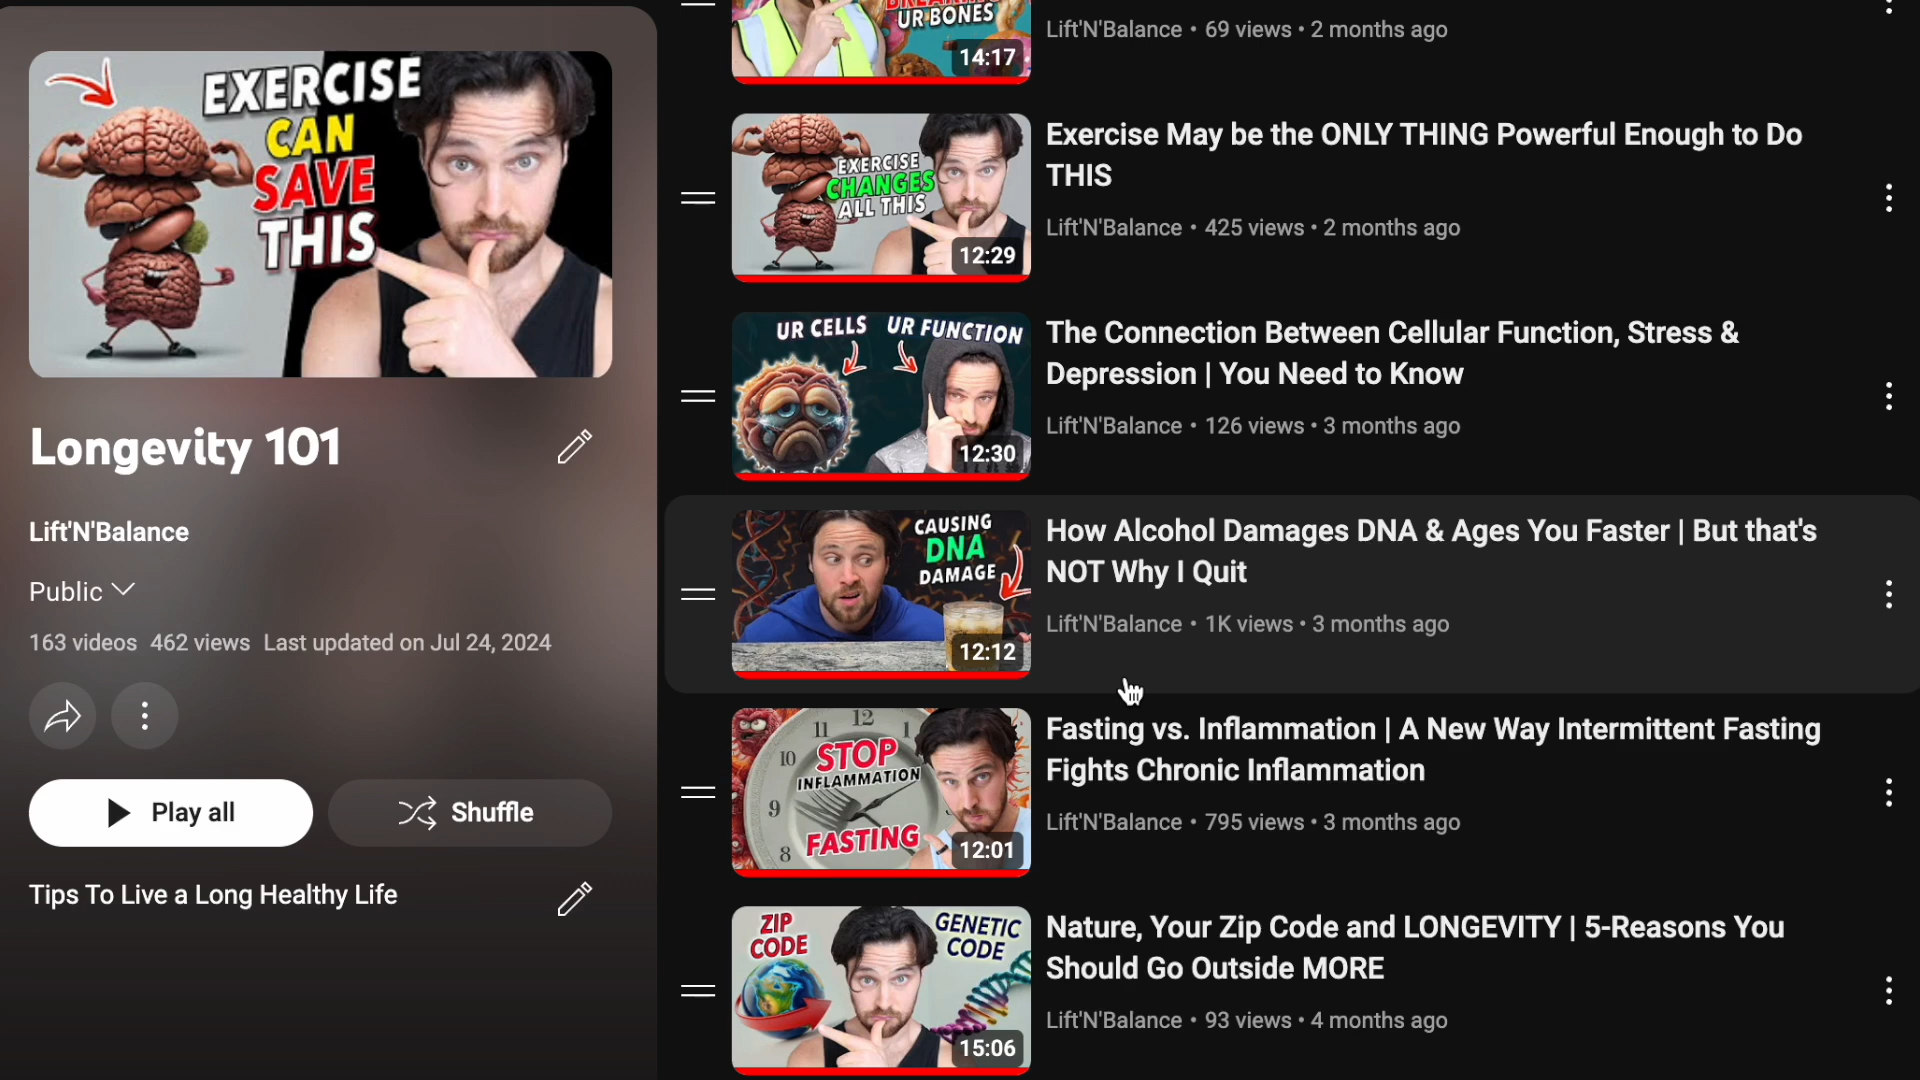 EXERCISE
CAN
SAVE
THIS
Longevity 101
Lift'N'Balance
Public
163 videos 462 views Last updated on Jul 24, 2024
Play all
Shuffle
Tips To Live a Long Healthy Life
UR BONES
14:17
Lift'N'Balance • 69 views • 2 months ago
EXERCISE
CHANGES
ALL THIS
12:29
Exercise May be the ONLY THING Powerful Enough to Do
THIS
Lift'N'Balance • 425 views • 2 months ago
UR CELLS UR FUNCTION
12:30
The Connection Between Cellular Function, Stress &
Depression | You Need to Know
Lift'N'Balance • 126 views • 3 months ago
CAUSING
DNA
DAMAGE
12:12
How Alcohol Damages DNA & Ages You Faster | But that's
NOT Why I Quit
Lift'N'Balance • 1K views • 3 months ago
11 12 1
10
9
8
STOP
INFLAMMATION
FASTING
12:01
Fasting vs. Inflammation | A New Way Intermittent Fasting
Fights Chronic Inflammation
Lift'N'Balance • 795 views • 3 months ago
ZIP
CODE
GENETIC
CODE
15:06
Nature, Your Zip Code and LONGEVITY | 5-Reasons You
Should Go Outside MORE
Lift'N'Balance • 93 views • 4 months ago